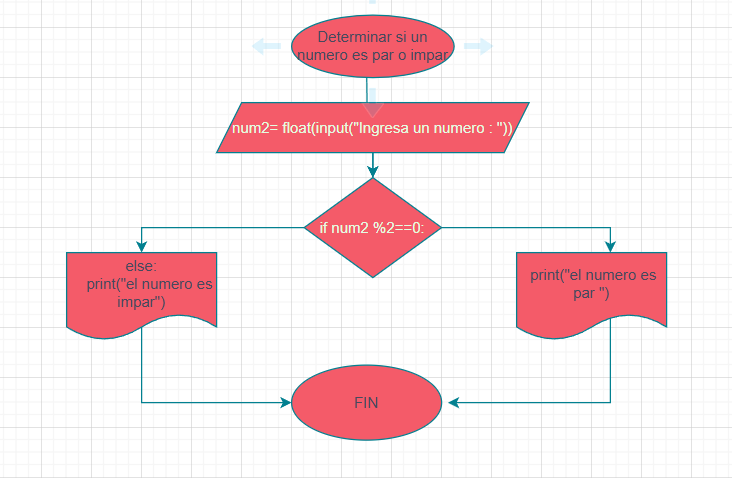 Determinar si un
numero es par o impar
num2= float(input("Ingresa un numero : "))
if num2 %2==0:
else:
print("el numero es
impar")
print("el numero es
par ")
FIN